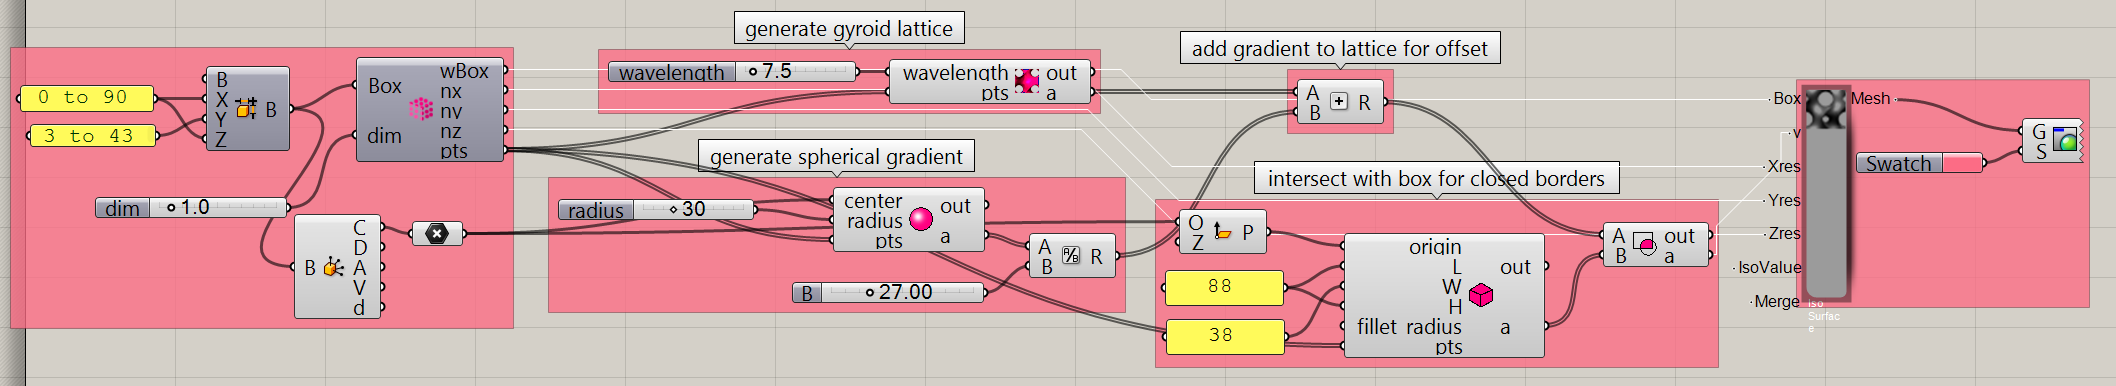 generate gyroid lattice
add gradient to lattice for offset
0 to 90
3 to 43
B
X
Y
Z
B
Box
dim
wBox
nx
ny
nz
pts
dim 1.0
B
C
D
A
V
d
wavelength 7.5
wavelength
pts
out
a
generate spherical gradient
radius 30
center
radius
pts
out
a
B 27.00
A
B
R
A
B
R
intersect with box for closed borders
O
Z
P
88
38
origin
L
W
H
fillet radius
pts
out
a
A
B
out
a
Box
v
Xres
Yres
Zres
IsoValue
Merge
Mesh
Iso
Surfac
e
Swatch
G
S